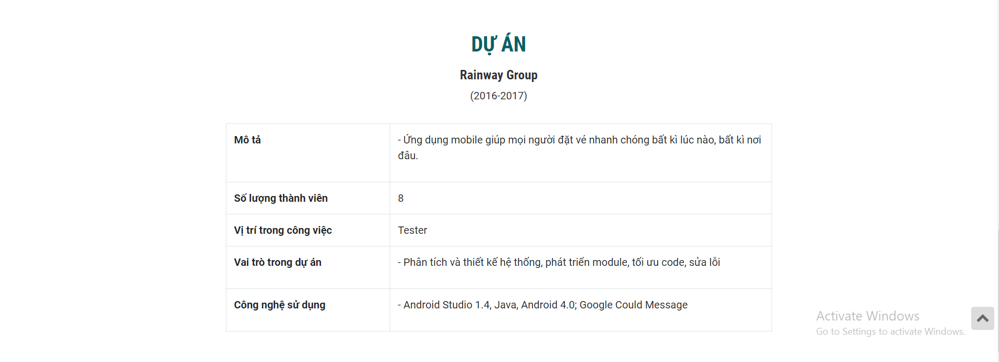 DỰ ÁN
Rainway Group
(2016-2017)
Mô tả
- Ứng dụng mobile giúp mọi người đặt vé nhanh chóng bất kì lúc nào, bất kì nơi
đâu.
Số lượng thành viên
8
Vị trí trong công việc
Tester
Vai trò trong dự án
- Phân tích và thiết kế hệ thống, phát triển module, tối ưu code, sửa lỗi
Công nghệ sử dụng
- Android Studio 1.4, Java, Android 4.0; Google Could Message
Activate Windows
Go to Settings to activate Windows.